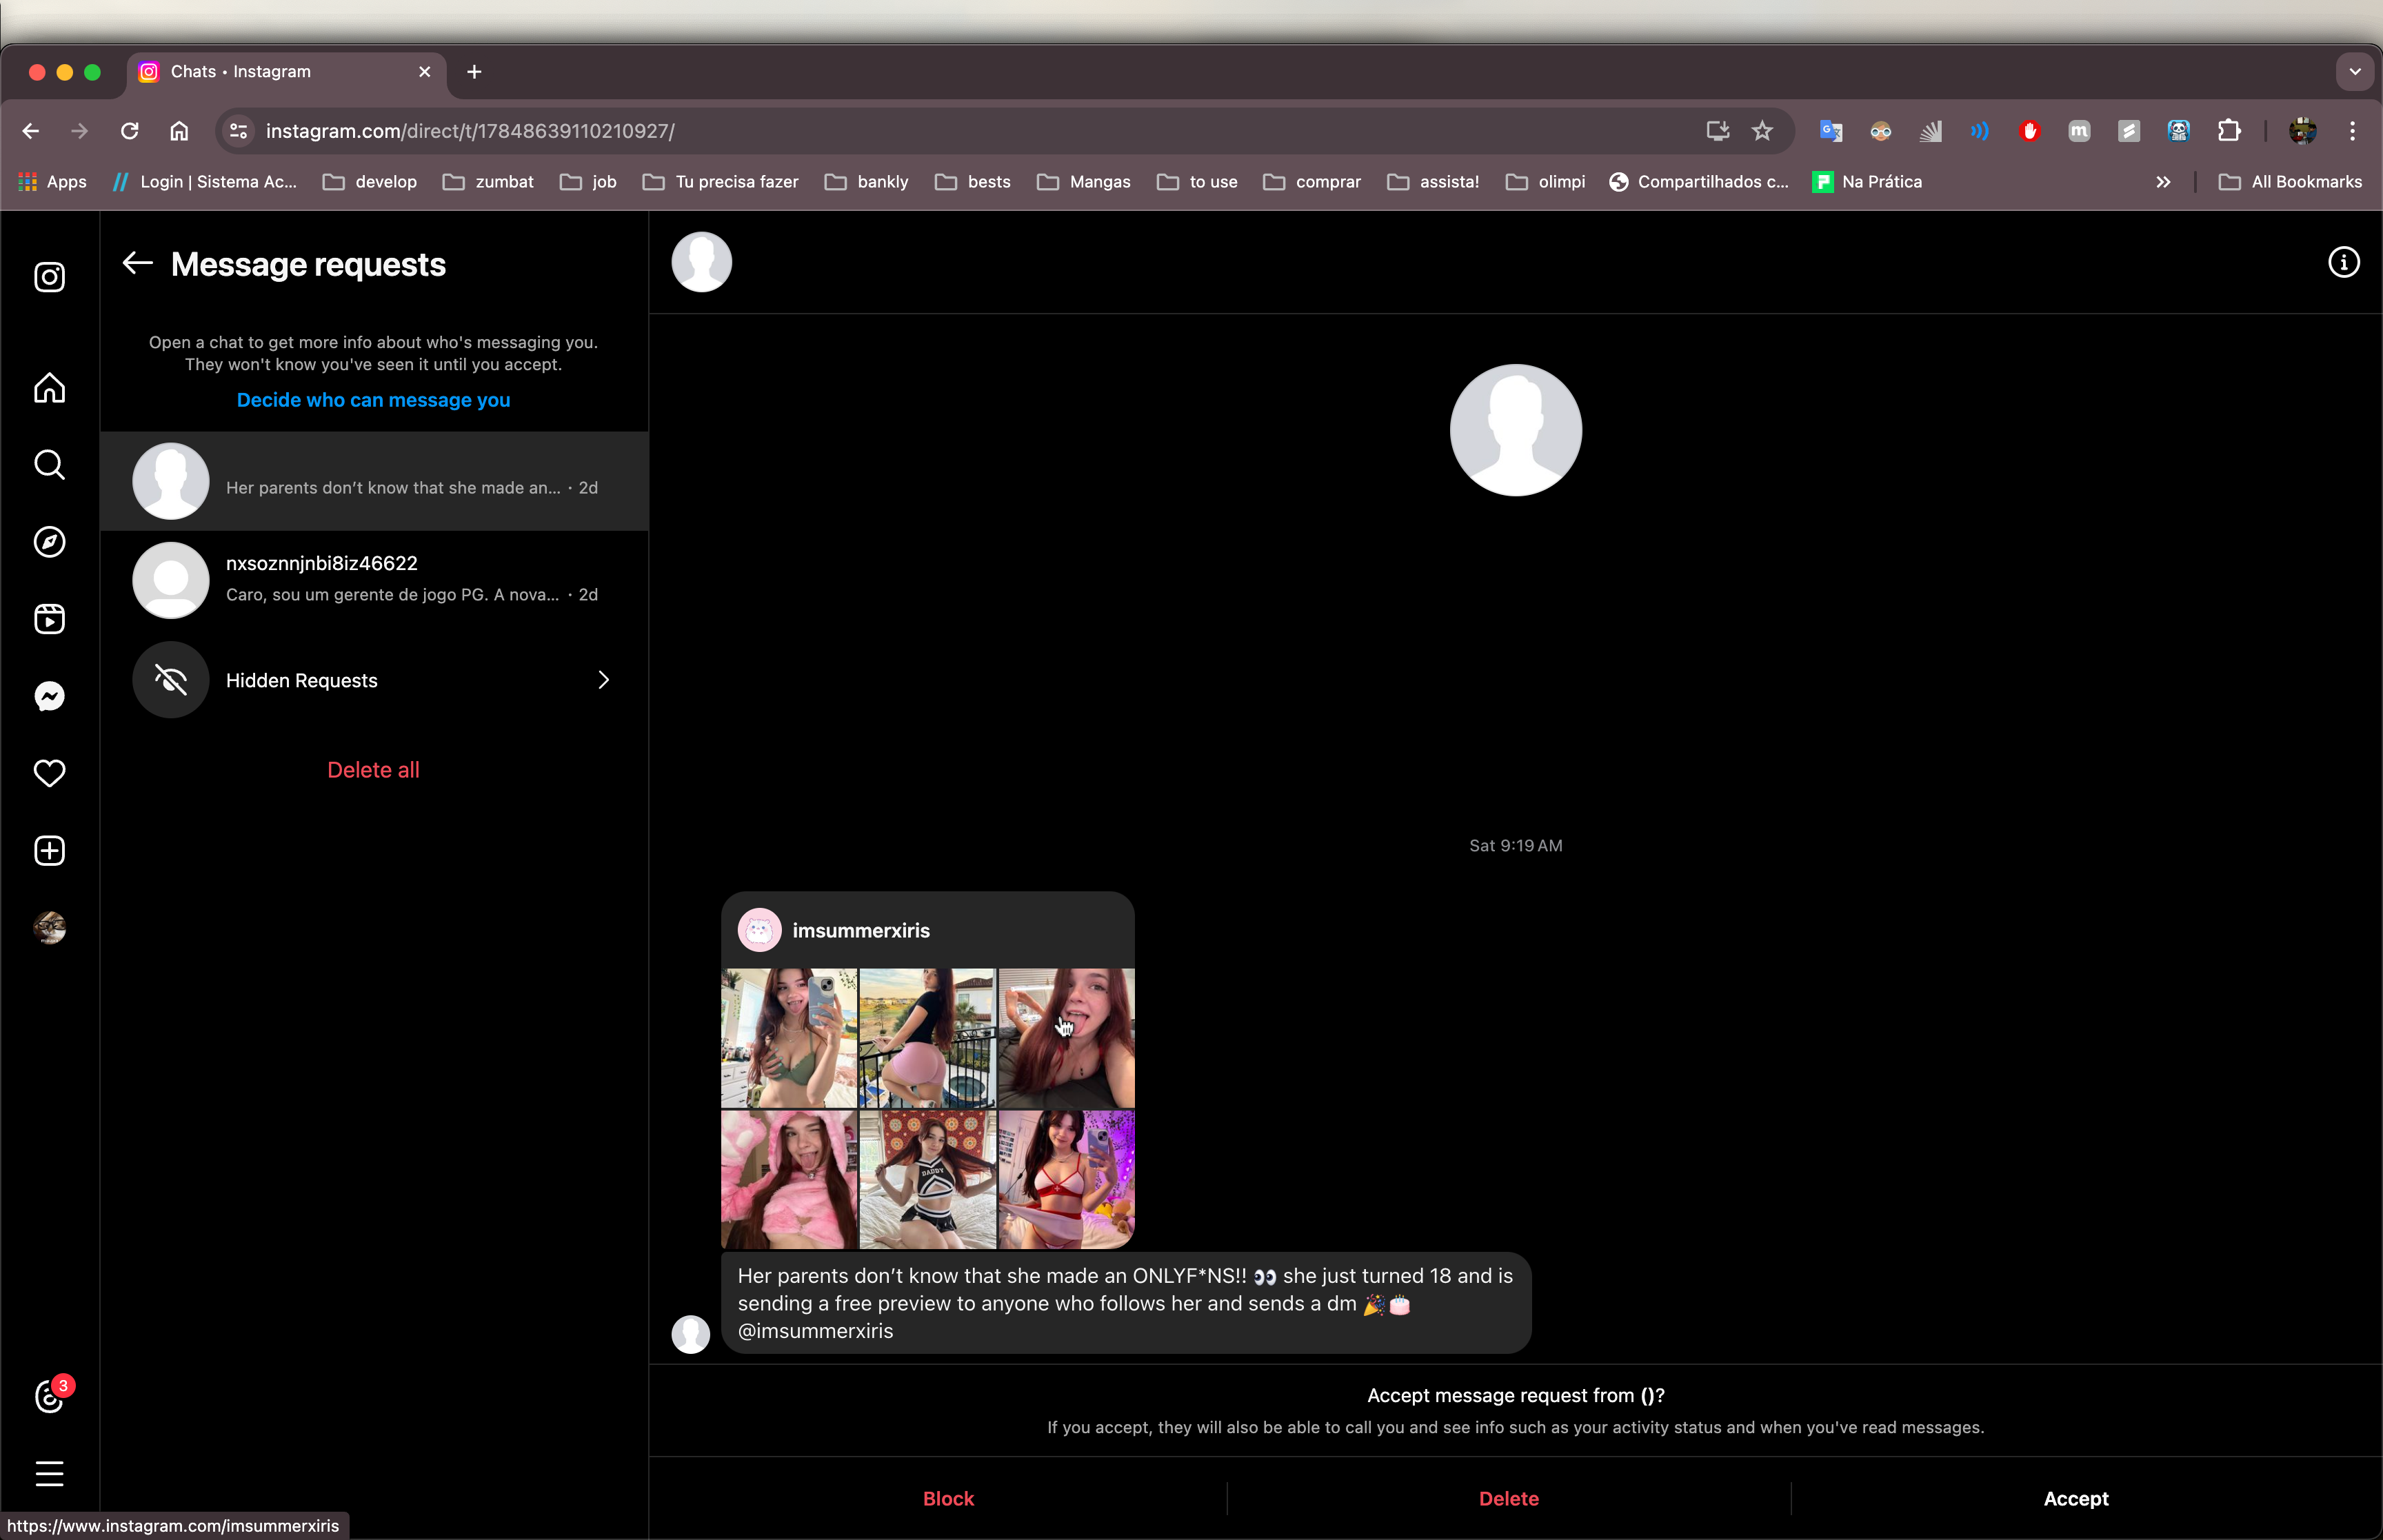 Chats • Instagram
instagram.com/direct/t/17848639110210927/
Apps
Login | Sistema Ac...
develop
zumbat
job
Tu precisa fazer
bankly
bests
Mangas
to use
comprar
assista!
olimpi
Compartilhados c...
Na Prática
All Bookmarks
Message requests
Open a chat to get more info about who's messaging you.
They won't know you've seen it until you accept.
Decide who can message you
Her parents don’t know that she made an... · 2d
nxsoznnjnbi8iz46622
Caro, sou um gerente de jogo PG. A nova... · 2d
Hidden Requests
Delete all
3
Sat 9:19 AM
imsummerxiris
DADDY
Her parents don’t know that she made an ONLYF*NS!! 👀 she just turned 18 and is
sending a free preview to anyone who follows her and sends a dm 🎉🎂
@imsummerxiris
Accept message request from ()?
If you accept, they will also be able to call you and see info such as your activity status and when you've read messages.
Block
Delete
Accept
https://www.instagram.com/imsummerxiris